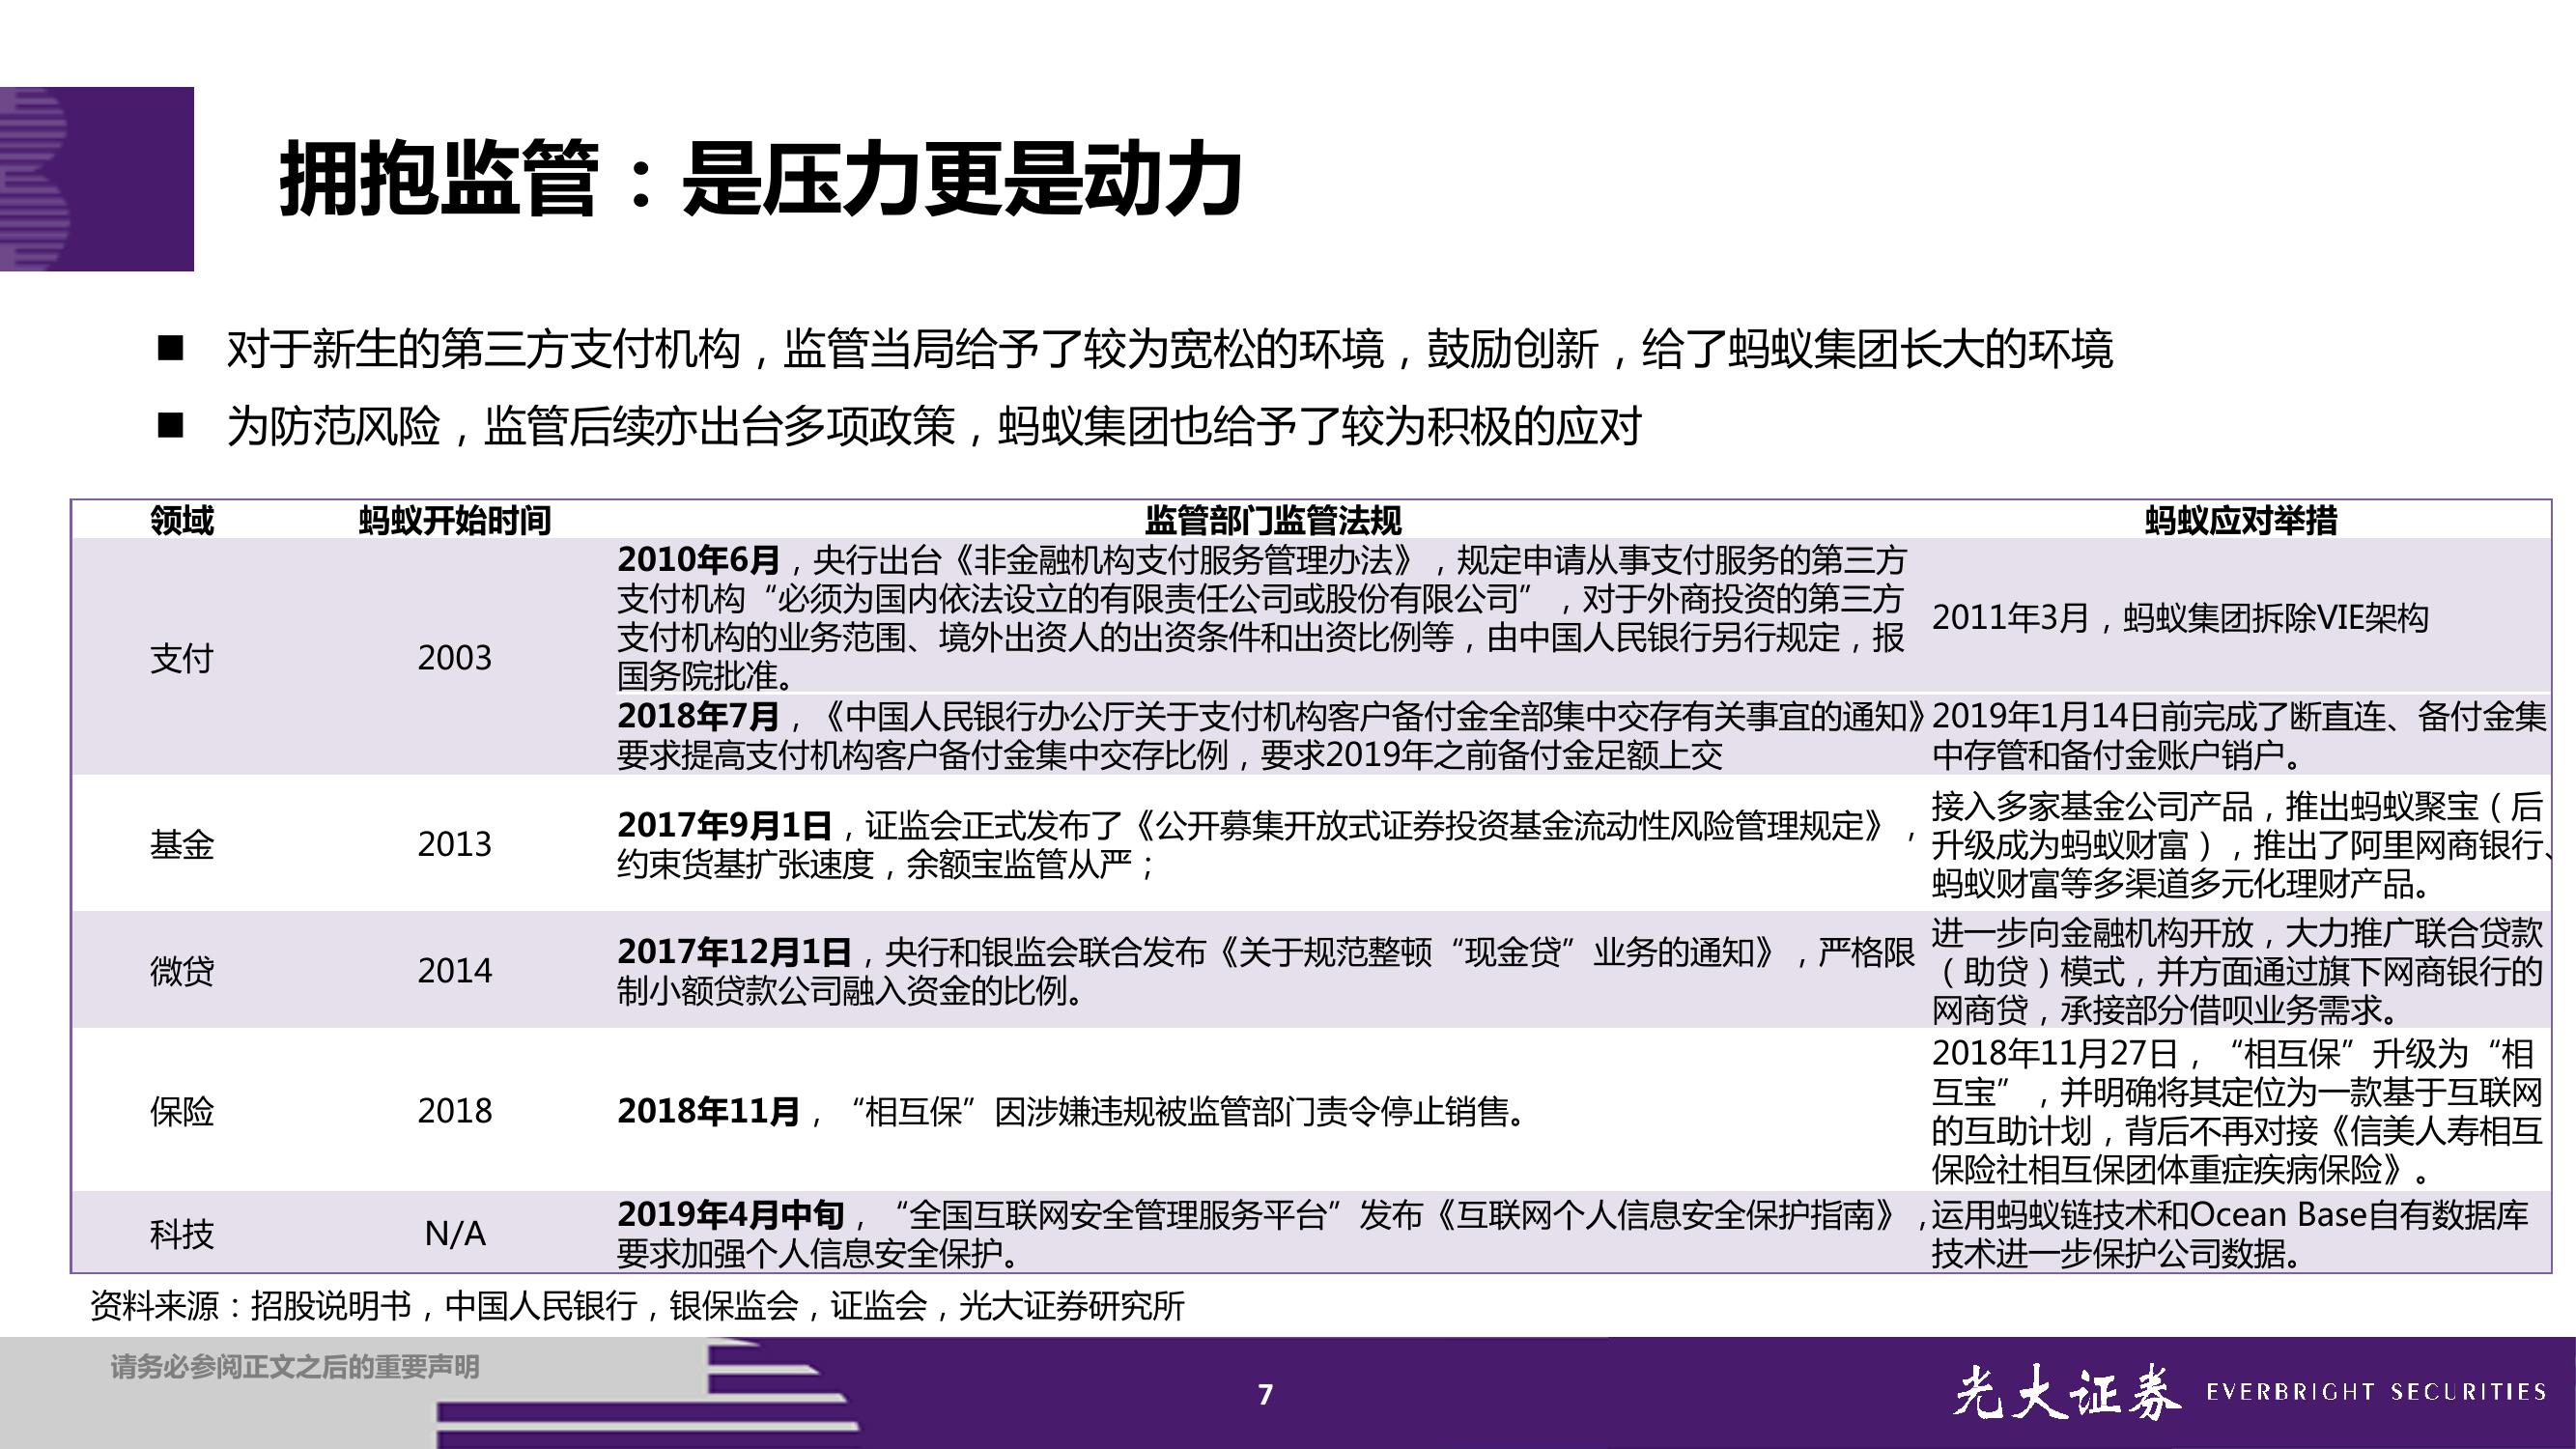 拥抱监管：是压力更是动力
■ 对于新生的第三方支付机构，监管当局给予了较为宽松的环境，鼓励创新，给了蚂蚁集团长大的环境
■ 为防范风险，监管后续亦出台多项政策，蚂蚁集团也给予了较为积极的应对
领域 蚂蚁开始时间 监管部门监管法规 蚂蚁应对举措
支付 2003
2010年6月，央行出台《非金融机构支付服务管理办法》，规定申请从事支付服务的第三方
支付机构“必须为国内依法设立的有限责任公司或股份有限公司”，对于外商投资的第三方
支付机构的业务范围、境外出资人的出资条件和出资比例等，由中国人民银行另行规定，报
国务院批准。
2011年3月，蚂蚁集团拆除VIE架构
2018年7月，《中国人民银行办公厅关于支付机构客户备付金全部集中交存有关事宜的通知》
要求提高支付机构客户备付金集中交存比例，要求2019年之前备付金足额上交
2019年1月14日前完成了断直连、备付金集
中存管和备付金账户销户。
基金 2013
2017年9月1日，证监会正式发布了《公开募集开放式证券投资基金流动性风险管理规定》，
约束货基扩张速度，余额宝监管从严；
接入多家基金公司产品，推出蚂蚁聚宝（后
升级成为蚂蚁财富），推出了阿里网商银行、
蚂蚁财富等多渠道多元化理财产品。
微贷 2014
2017年12月1日，央行和银监会联合发布《关于规范整顿“现金贷”业务的通知》，严格限
制小额贷款公司融入资金的比例。
进一步向金融机构开放，大力推广联合贷款
（助贷）模式，并方面通过旗下网商银行的
网商贷，承接部分借呗业务需求。
保险 2018
2018年11月，“相互保”因涉嫌违规被监管部门责令停止销售。
2018年11月27日，“相互保”升级为“相
互宝”，并明确将其定位为一款基于互联网
的互助计划，背后不再对接《信美人寿相互
保险社相互保团体重症疾病保险》。
科技 N/A
2019年4月中旬，“全国互联网安全管理服务平台”发布《互联网个人信息安全保护指南》，
要求加强个人信息安全保护。
运用蚂蚁链技术和Ocean Base自有数据库
技术进一步保护公司数据。
资料来源：招股说明书，中国人民银行，银保监会，证监会，光大证券研究所
请务必参阅正文之后的重要声明
7
光大证券 EVERBRIGHT SECURITIES